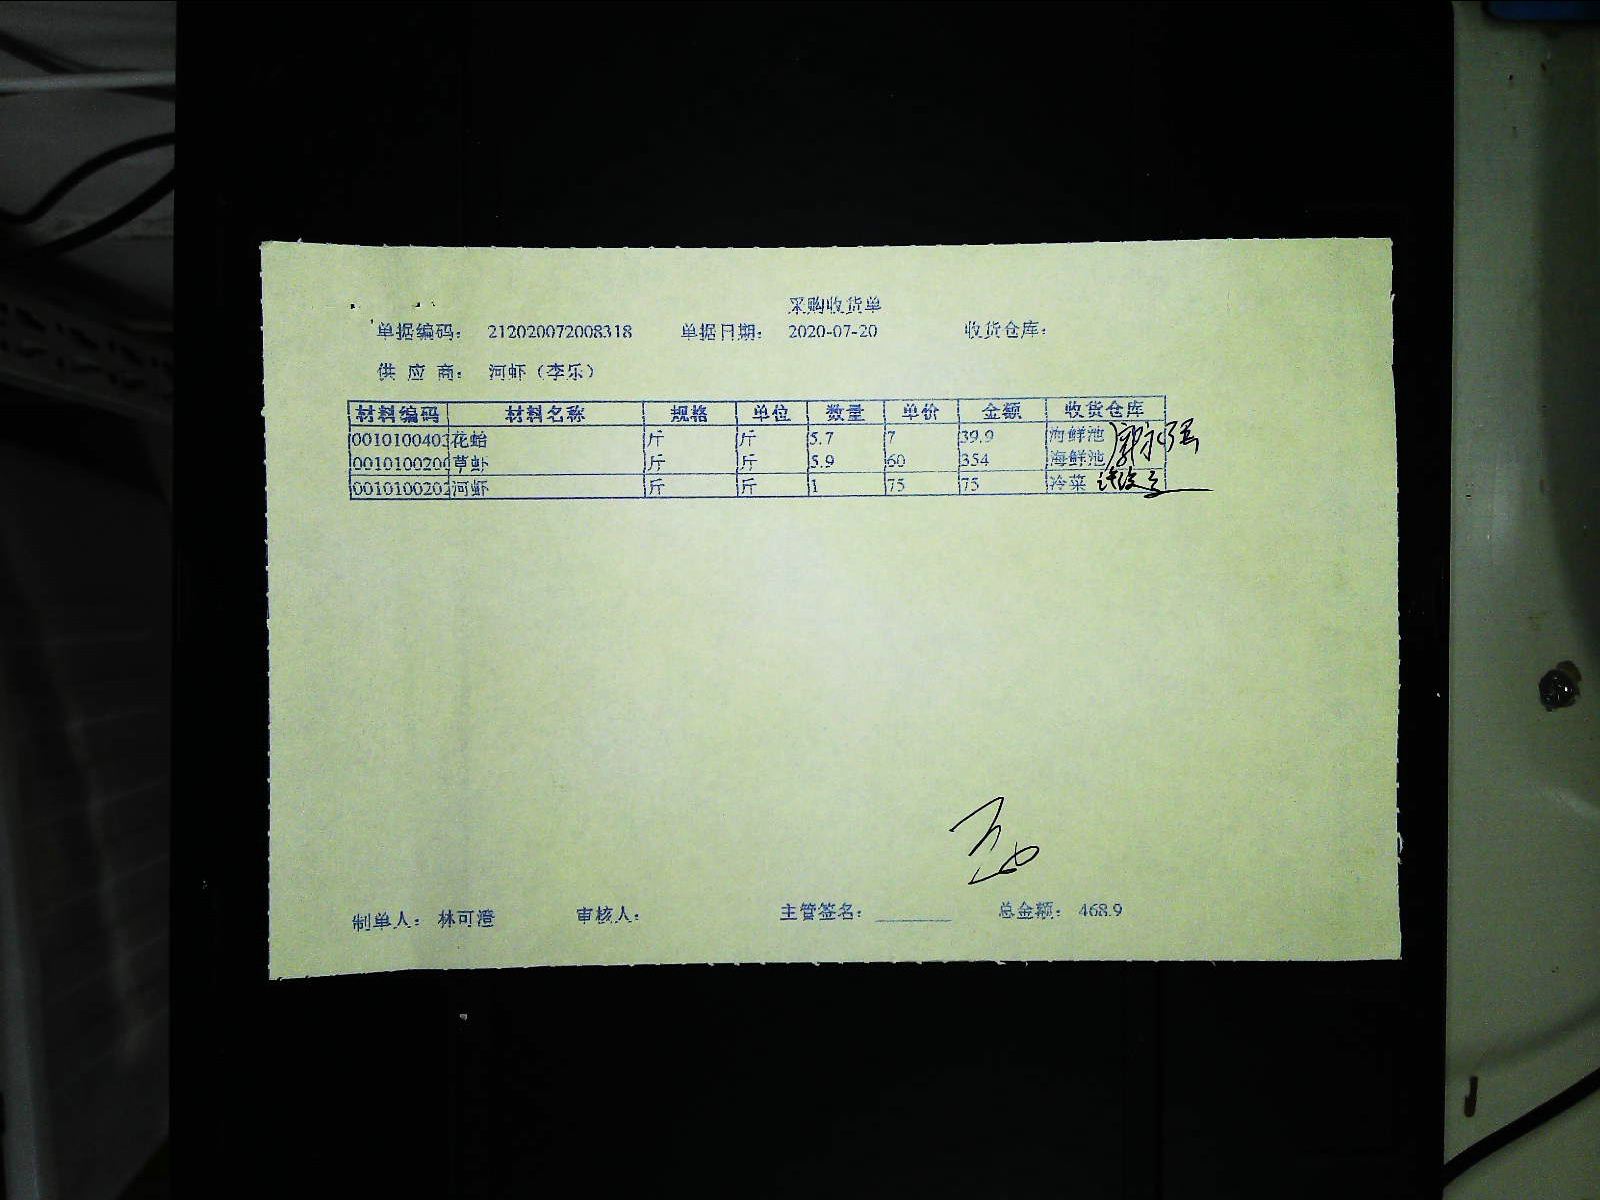 采购收货单
单据编码： 212020072008318 单据日期： 2020-07-20 收货仓库：
供 应 商： 河虾（李乐）
材料编码 材料名称 规格 单位 数量 单价 金额 收货仓库
0010100403 花蛤 斤 斤 5.7 7 39.9 海鲜池
0010100200 草虾 斤 斤 5.9 60 354 海鲜池
0010100202 河虾 斤 斤 1 75 75 冷菜
制单人： 林可澄 审核人： 主管签名： 总金额： 468.9